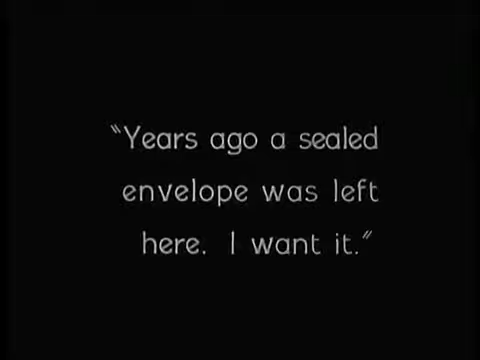 “Years ago a sealed
envelope was left
here. I want it.”